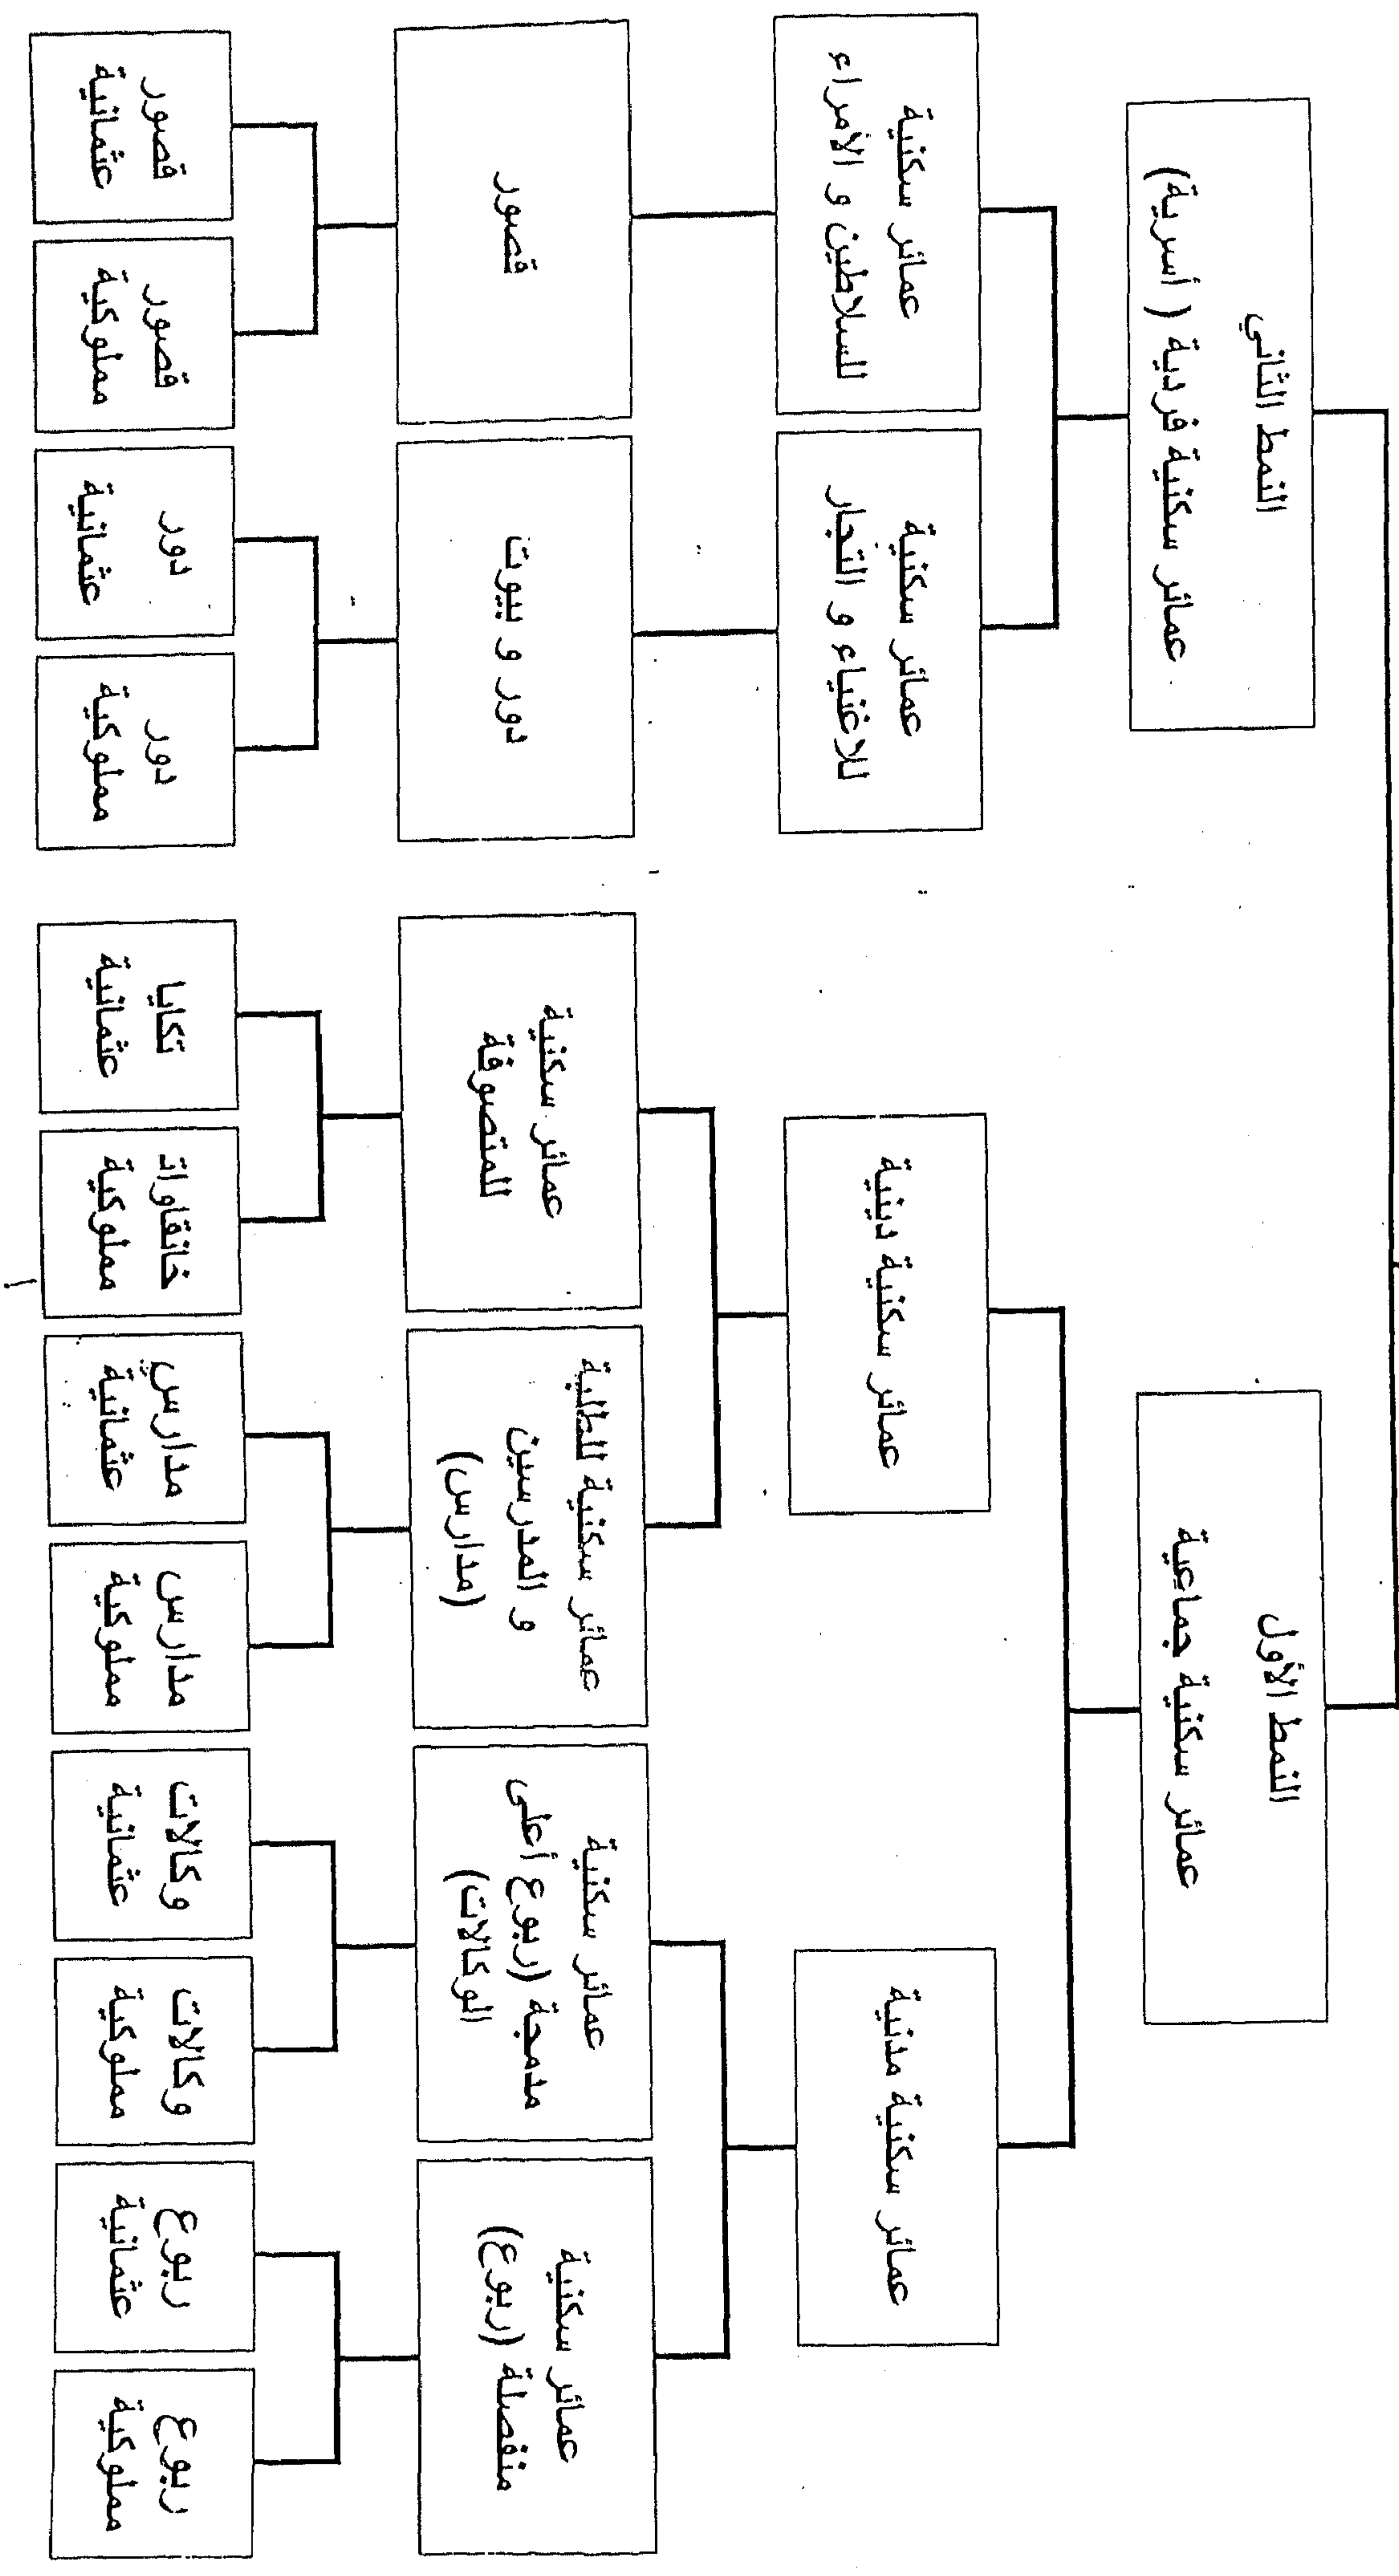 النمط الأول
عمائر سكنية جماعية
النمط الثاني
عمائر سكنية فردية ( أسرية)
عمائر سكنية مدنية
عمائر سكنية دينية
عمائر سكنية
للاغنياء و التجار
عمائر سكنية
للسلاطين و الأمراء
عمائر سكنية
منفصلة (ربوع)
عمائر سكنية
مدمجة (ربوع أعلى
الوكالات)
عمائر سكنية للطلبة
و المدرسين
(مدارس)
عمائر سكنية
للمتصوفة
دور و بيوت
قصور
ربوع
مملوكية
ربوع
عثمانية
وكالات
مملوكية
وكالات
عثمانية
مدارس
مملوكية
مدارس
عثمانية
خانقاوات
مملوكية
تكايا
عثمانية
دور
مملوكية
دور
عثمانية
قصور
مملوكية
قصور
عثمانية